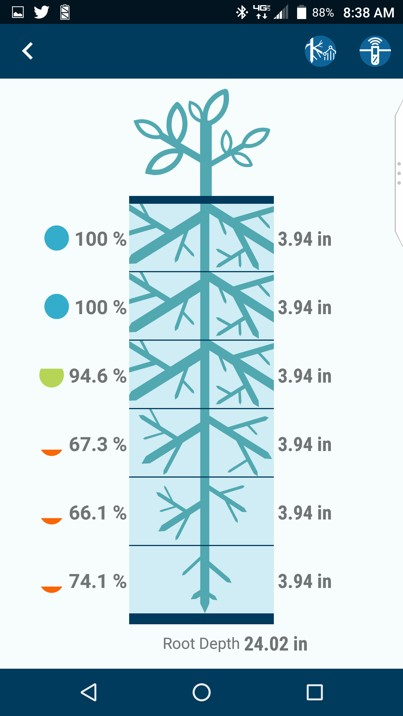 4G 88% 8:38 AM
100 % 3.94 in
100 % 3.94 in
94.6 % 3.94 in
67.3 % 3.94 in
66.1 % 3.94 in
74.1 % 3.94 in
Root Depth 24.02 in